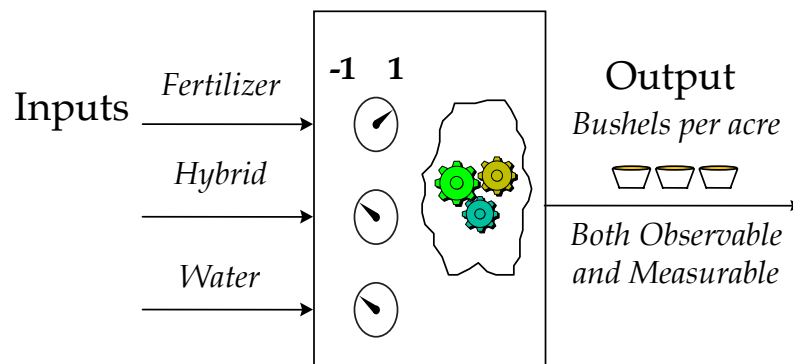 Inputs
Fertilizer
Hybrid
Water
-1 1
Output
Bushels per acre
Both Observable
and Measurable